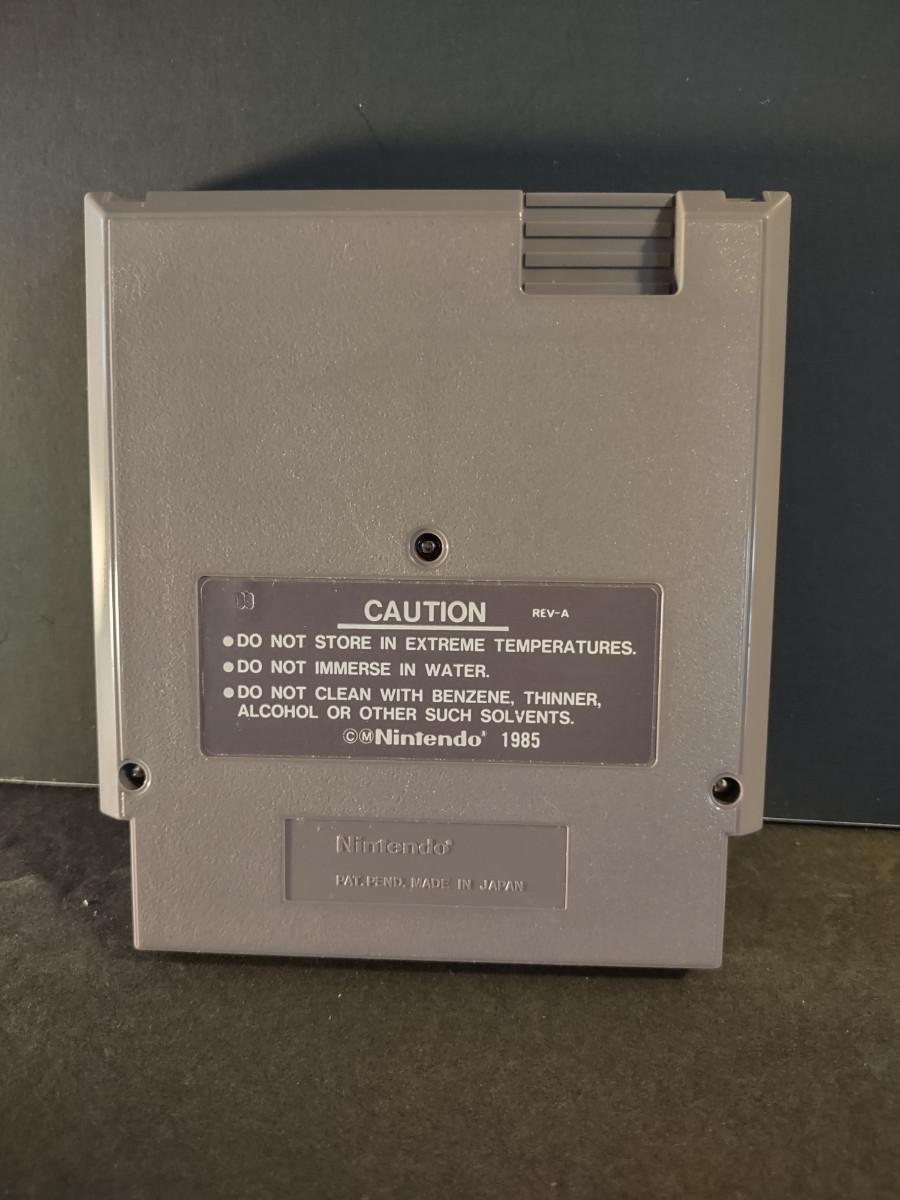 CAUTION REV-A
●DO NOT STORE IN EXTREME TEMPERATURES.
●DO NOT IMMERSE IN WATER.
●DO NOT CLEAN WITH BENZENE, THINNER,
ALCOHOL OR OTHER SUCH SOLVENTS.
ⒸⓂNintendo® 1985
Nintendo®
PAT. PEND. MADE IN JAPAN